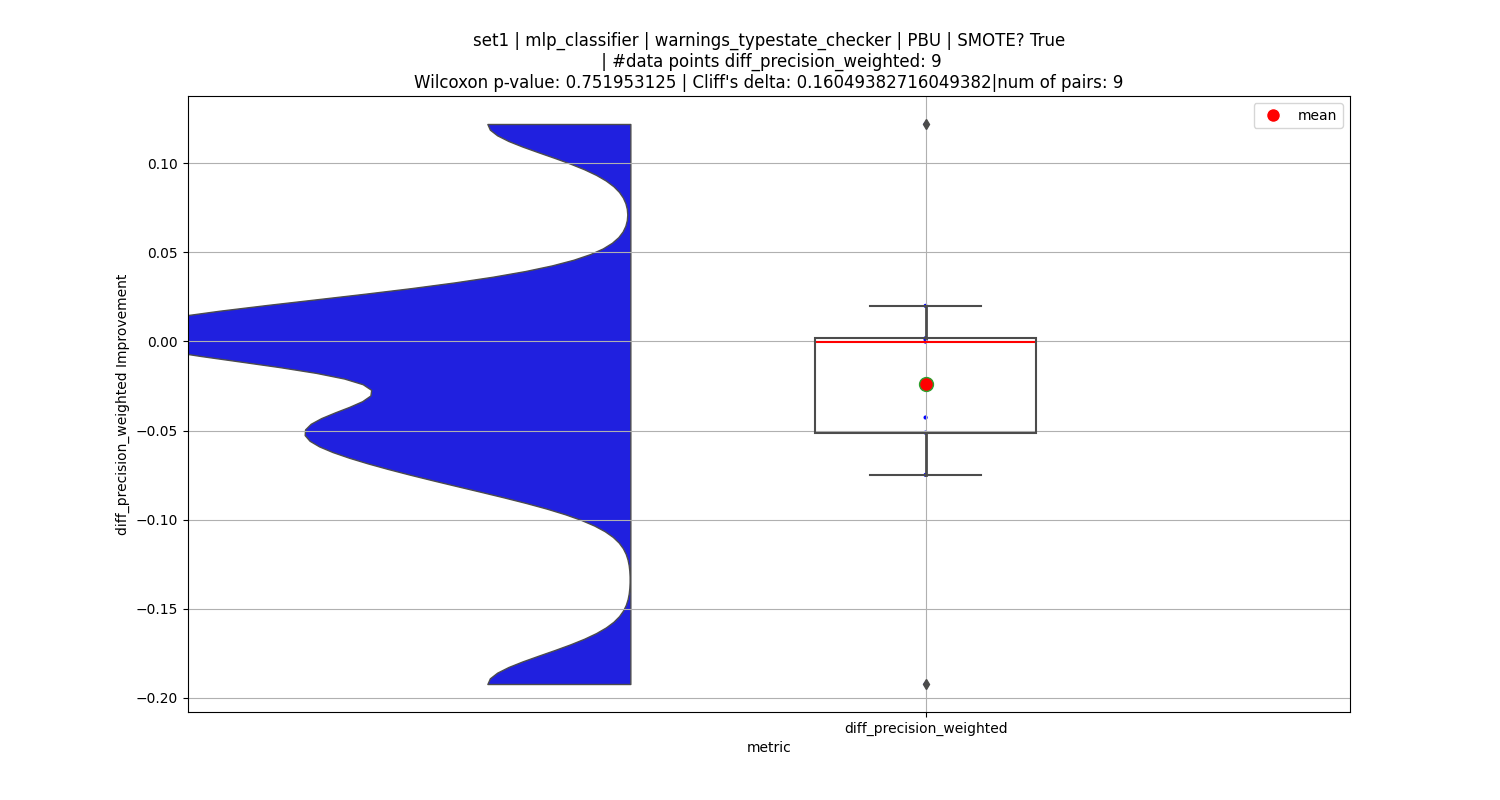 set1 | mlp_classifier | warnings_typestate_checker | PBU | SMOTE? True
| #data points diff_precision_weighted: 9
Wilcoxon p-value: 0.751953125 | Cliff's delta: 0.16049382716049382|num of pairs: 9
mean
0.10
0.05
0.00
−0.05
−0.10
−0.15
−0.20
diff_precision_weighted Improvement
diff_precision_weighted
metric